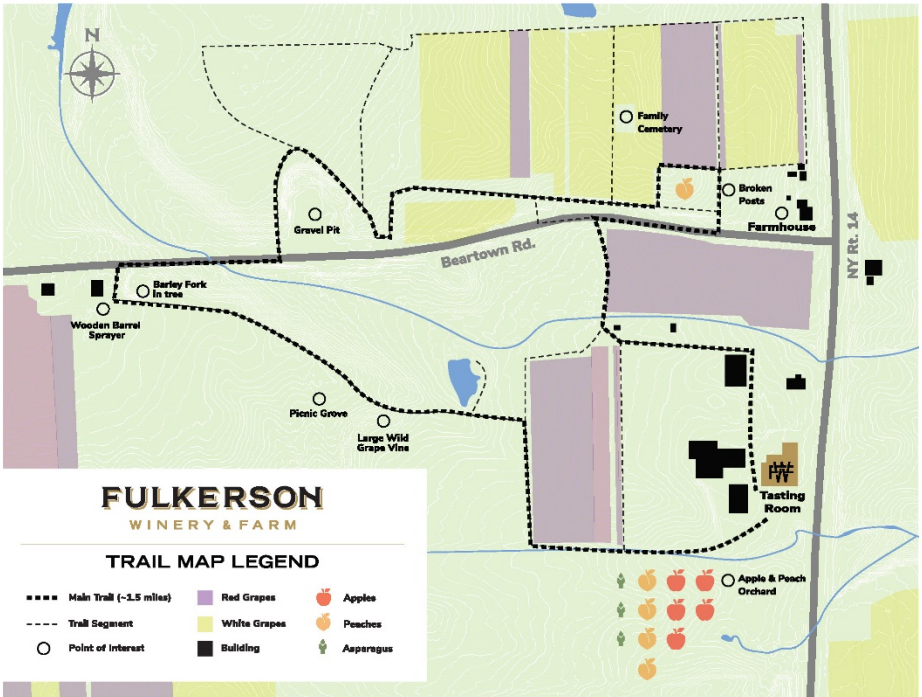 N
Family
Cemetery
Broken
Posts
Farmhouse
Gravel Pit
Beartown Rd.
NY Rt. 14
Barley Fork
in tree
Wooden Barrel
Sprayer
Picnic Grove
Large Wild
Grape Vine
FW
Tasting
Room
Apple & Peach
Orchard
FULKERSON
WINERY & FARM
TRAIL MAP LEGEND
Main Trail (~1.5 miles)
Red Grapes
Apples
Trail Segment
White Grapes
Peaches
Point of Interest
Building
Asparagus